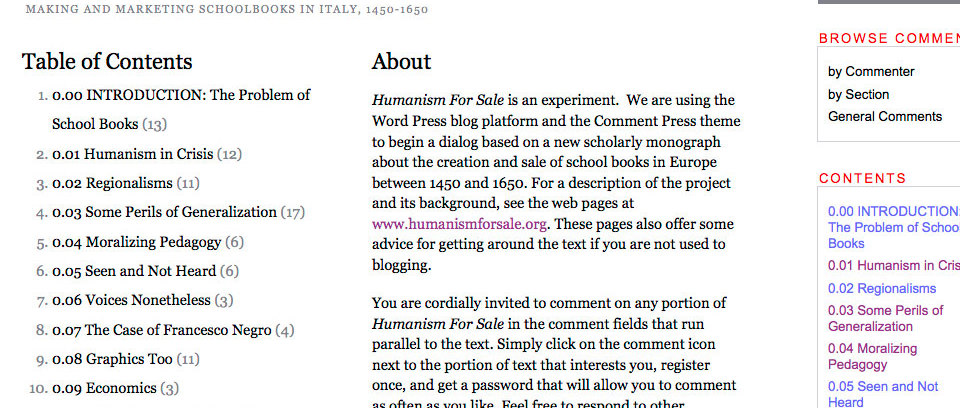 MAKING AND MARKETING SCHOOLBOOKS IN ITALY, 1450-1650
Table of Contents
1. 0.00 INTRODUCTION: The Problem of
School Books (13)
2. 0.01 Humanism in Crisis (12)
3. 0.02 Regionalisms (11)
4. 0.03 Some Perils of Generalization (17)
5. 0.04 Moralizing Pedagogy (6)
6. 0.05 Seen and Not Heard (6)
7. 0.06 Voices Nonetheless (3)
8. 0.07 The Case of Francesco Negro (4)
9. 0.08 Graphics Too (11)
10. 0.09 Economics (3)
About
Humanism For Sale is an experiment.  We are using the
Word Press blog platform and the Comment Press theme
to begin a dialog based on a new scholarly monograph
about the creation and sale of school books in Europe
between 1450 and 1650. For a description of the project
and its background, see the web pages at
www.humanismforsale.org. These pages also offer some
advice for getting around the text if you are not used to
blogging.
You are cordially invited to comment on any portion of
Humanism For Sale in the comment fields that run
parallel to the text. Simply click on the comment icon
next to the portion of text that interests you, register
once, and get a password that will allow you to comment
as often as you like. Feel free to respond to other
BROWSE COMMEN
by Commenter
by Section
General Comments
CONTENTS
0.00 INTRODUCTION:
The Problem of Schoo
Books
0.01 Humanism in Cris
0.02 Regionalisms
0.03 Some Perils of
Generalization
0.04 Moralizing
Pedagogy
0.05 Seen and Not
Heard